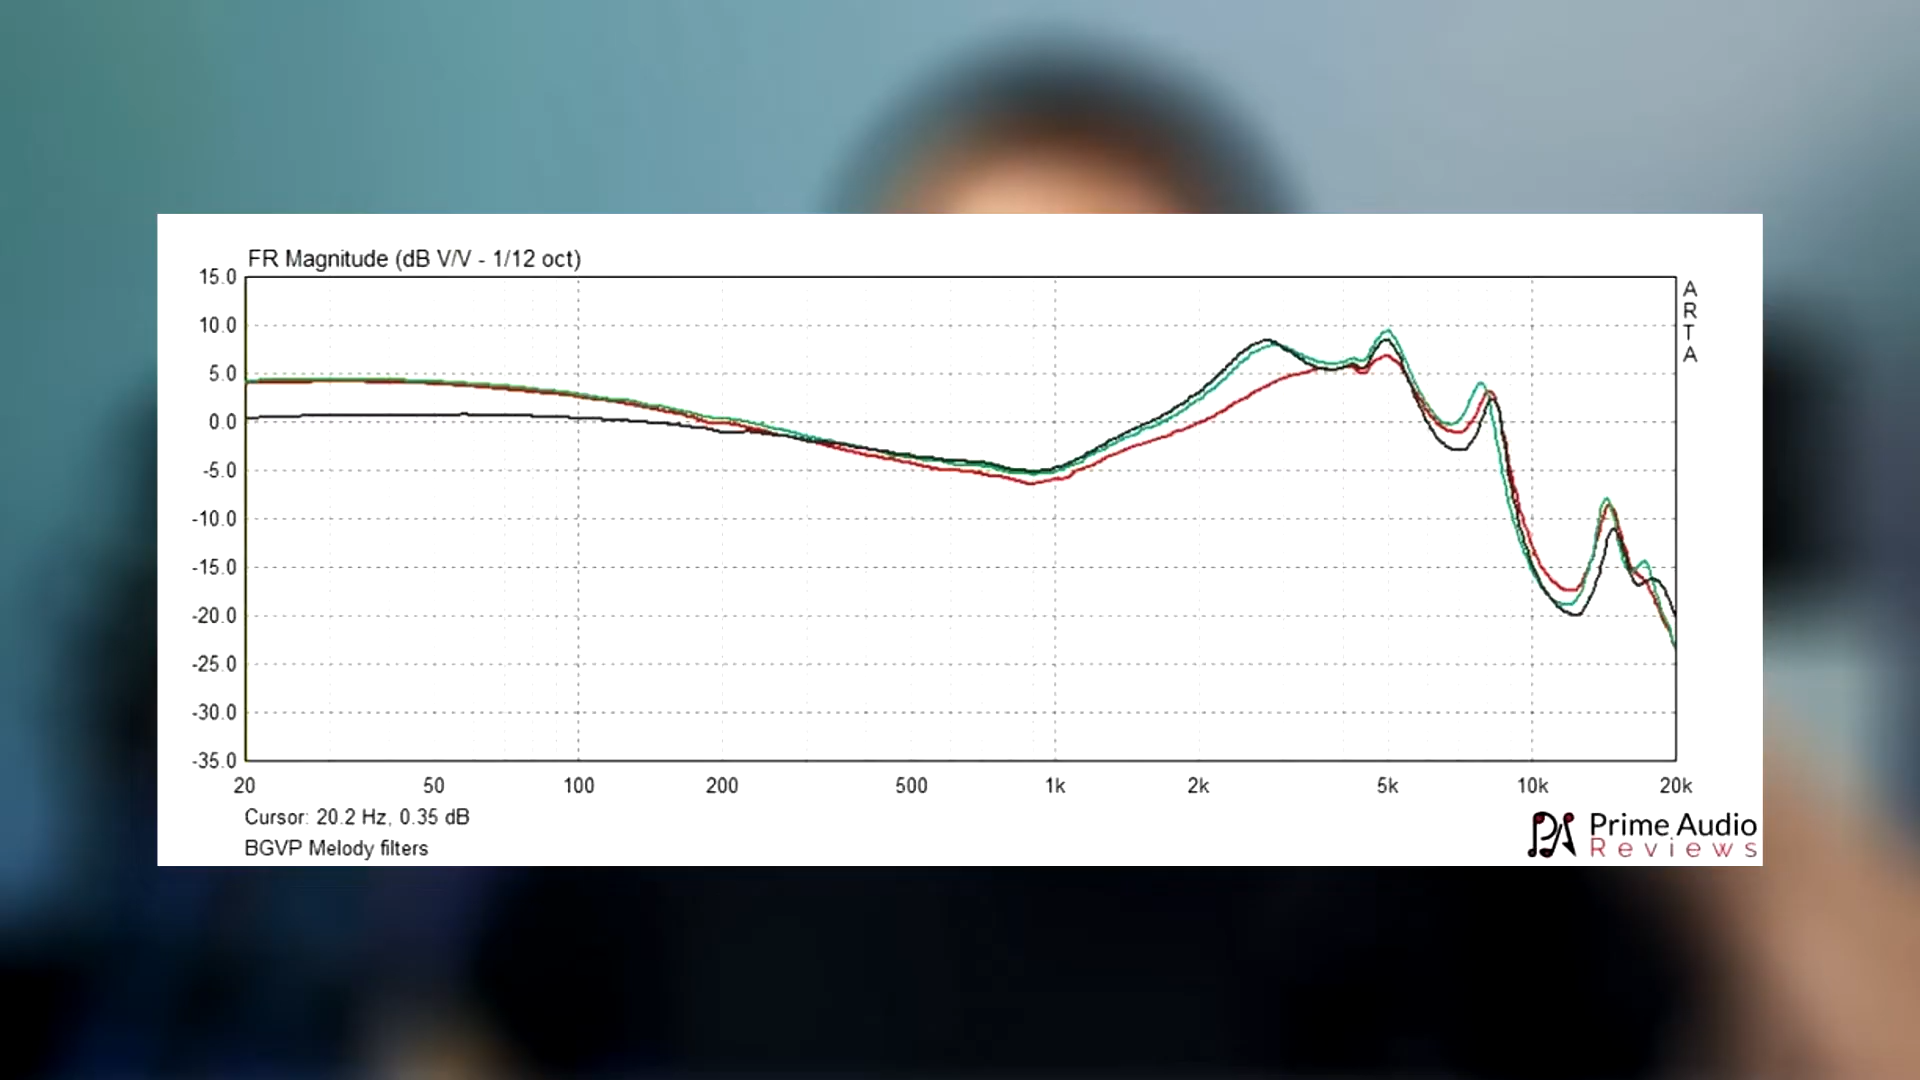 FR Magnitude (dB V/V - 1/12 oct)
15.0
10.0
5.0
0.0
-5.0
-10.0
-15.0
-20.0
-25.0
-30.0
-35.0
A
R
T
A
20 50 100 200 500 1k 2k 5k 10k 20k
Cursor: 20.2 Hz, 0.35 dB
BGVP Melody filters
PA Prime Audio
Reviews